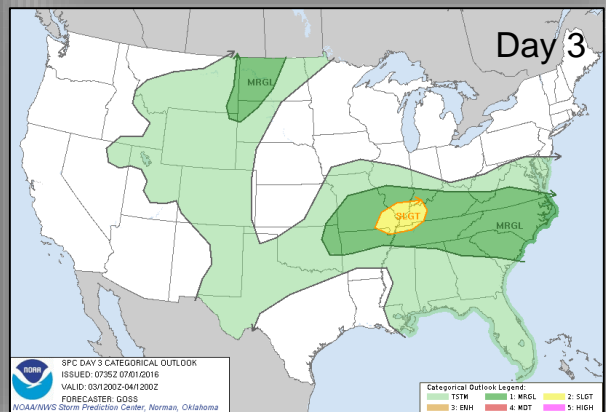 Day 3
MRGL
SLGT
MRGL
NOAA
SPC DAY 3 CATEGORICAL OUTLOOK
ISSUED: 0735Z 07/01/2016
VALID: 03/1200Z-04/1200Z
FORECASTER: GOSS
NOAA/NWS Storm Prediction Center, Norman, Oklahoma
Categorical Outlook Legend:
TSTM 1: MRGL 2: SLGT
3: ENH 4: MDT 5: HIGH